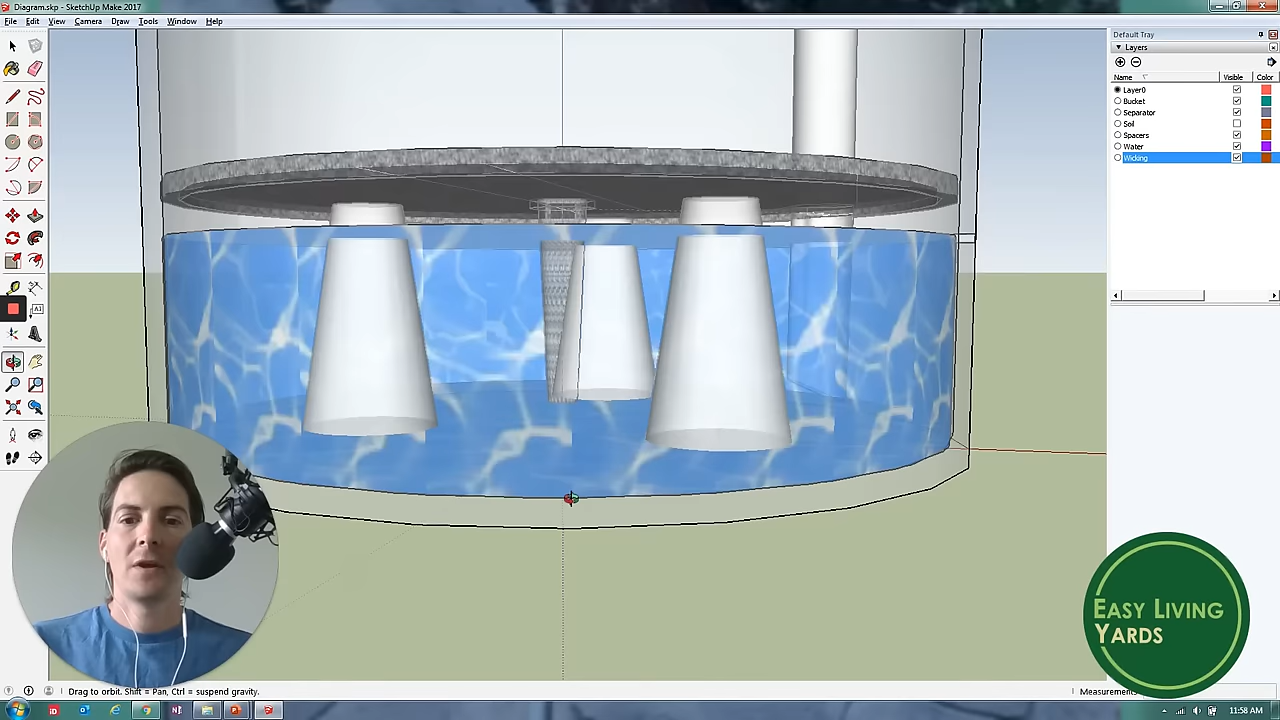 Diagram.skp - SketchUp Make 2017
File Edit View Camera Draw Tools Window Help
Default Tray
Layers
Name Visible Color
Layer0
Bucket
Separator
Soil
Spacers
Water
Wicking
EASY LIVING
YARDS
Drag to orbit. Shift = Pan, Ctrl = suspend gravity.
Measurements
11:58 AM